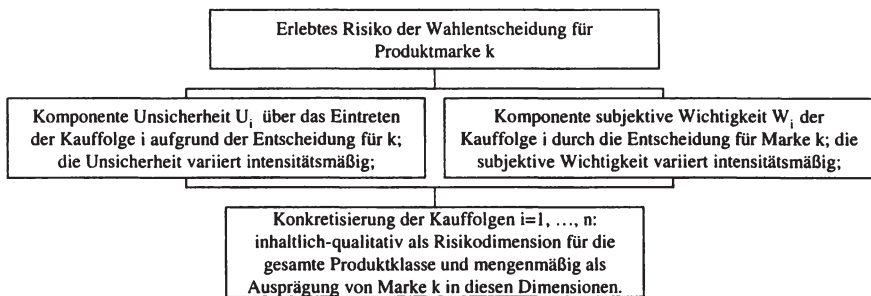 Erlebtes Risiko der Wahlentscheidung für
Produktmarke k
Komponente Unsicherheit Ui über das Eintreten
der Kauffolge i aufgrund der Entscheidung für k;
die Unsicherheit variiert intensitätsmäßig;
Komponente subjektive Wichtigkeit Wi der
Kauffolge i durch die Entscheidung für Marke k; die
subjektive Wichtigkeit variiert intensitätsmäßig;
Konkretisierung der Kauffolgen i=1, …, n:
inhaltlich-qualitativ als Risikodimension für die
gesamte Produktklasse und mengenmäßig als
Ausprägung von Marke k in diesen Dimensionen.